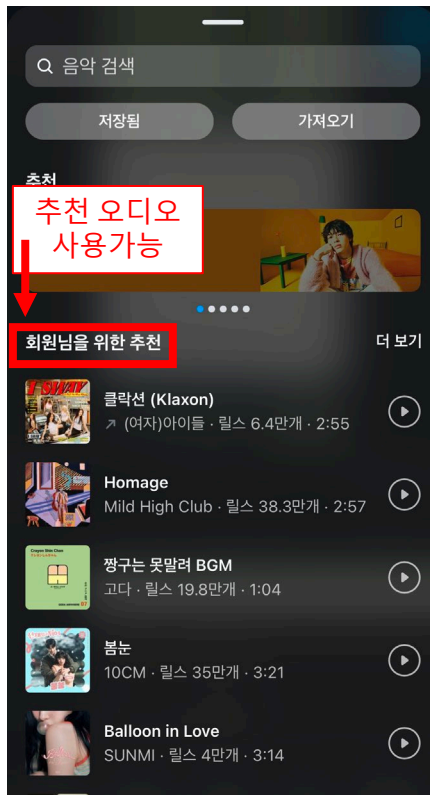 음악 검색
저장됨
가져오기
추천
추천 오디오
사용가능
회원님을 위한 추천
더 보기
I SWAY
클락션 (Klaxon)
(여자)아이들 · 릴스 6.4만개 · 2:55
Homage
Mild High Club · 릴스 38.3만개 · 2:57
짱구는 못말려 BGM
고다 · 릴스 19.8만개 · 1:04
봄눈
10CM · 릴스 35만개 · 3:21
Balloon in Love
SUNMI · 릴스 4만개 · 3:14